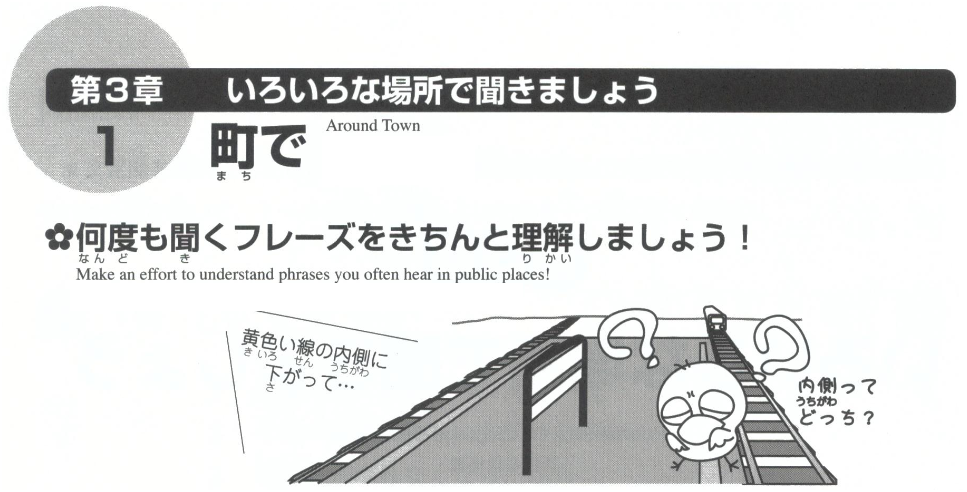 第3章 いろいろな場所で聞きましょう
1 町で Around Town
まち
✿何度も聞くフレーズをきちんと理解しましょう！
なんど き りかい
Make an effort to understand phrases you often hear in public places!
黄色い線の内側に
きいろ せん うちがわ
下がって…
さ
内側って
うちがわ
どっち？